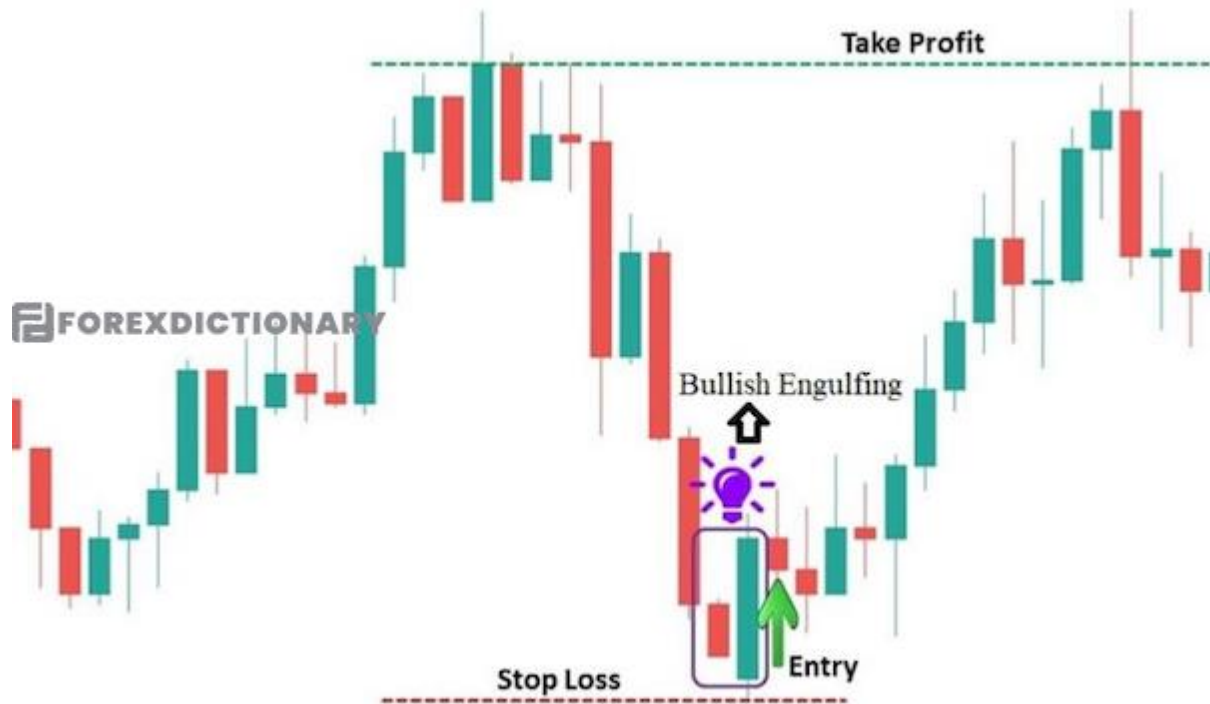 Take Profit
FOREXDICTIONARY
Bullish Engulfing
Entry
Stop Loss